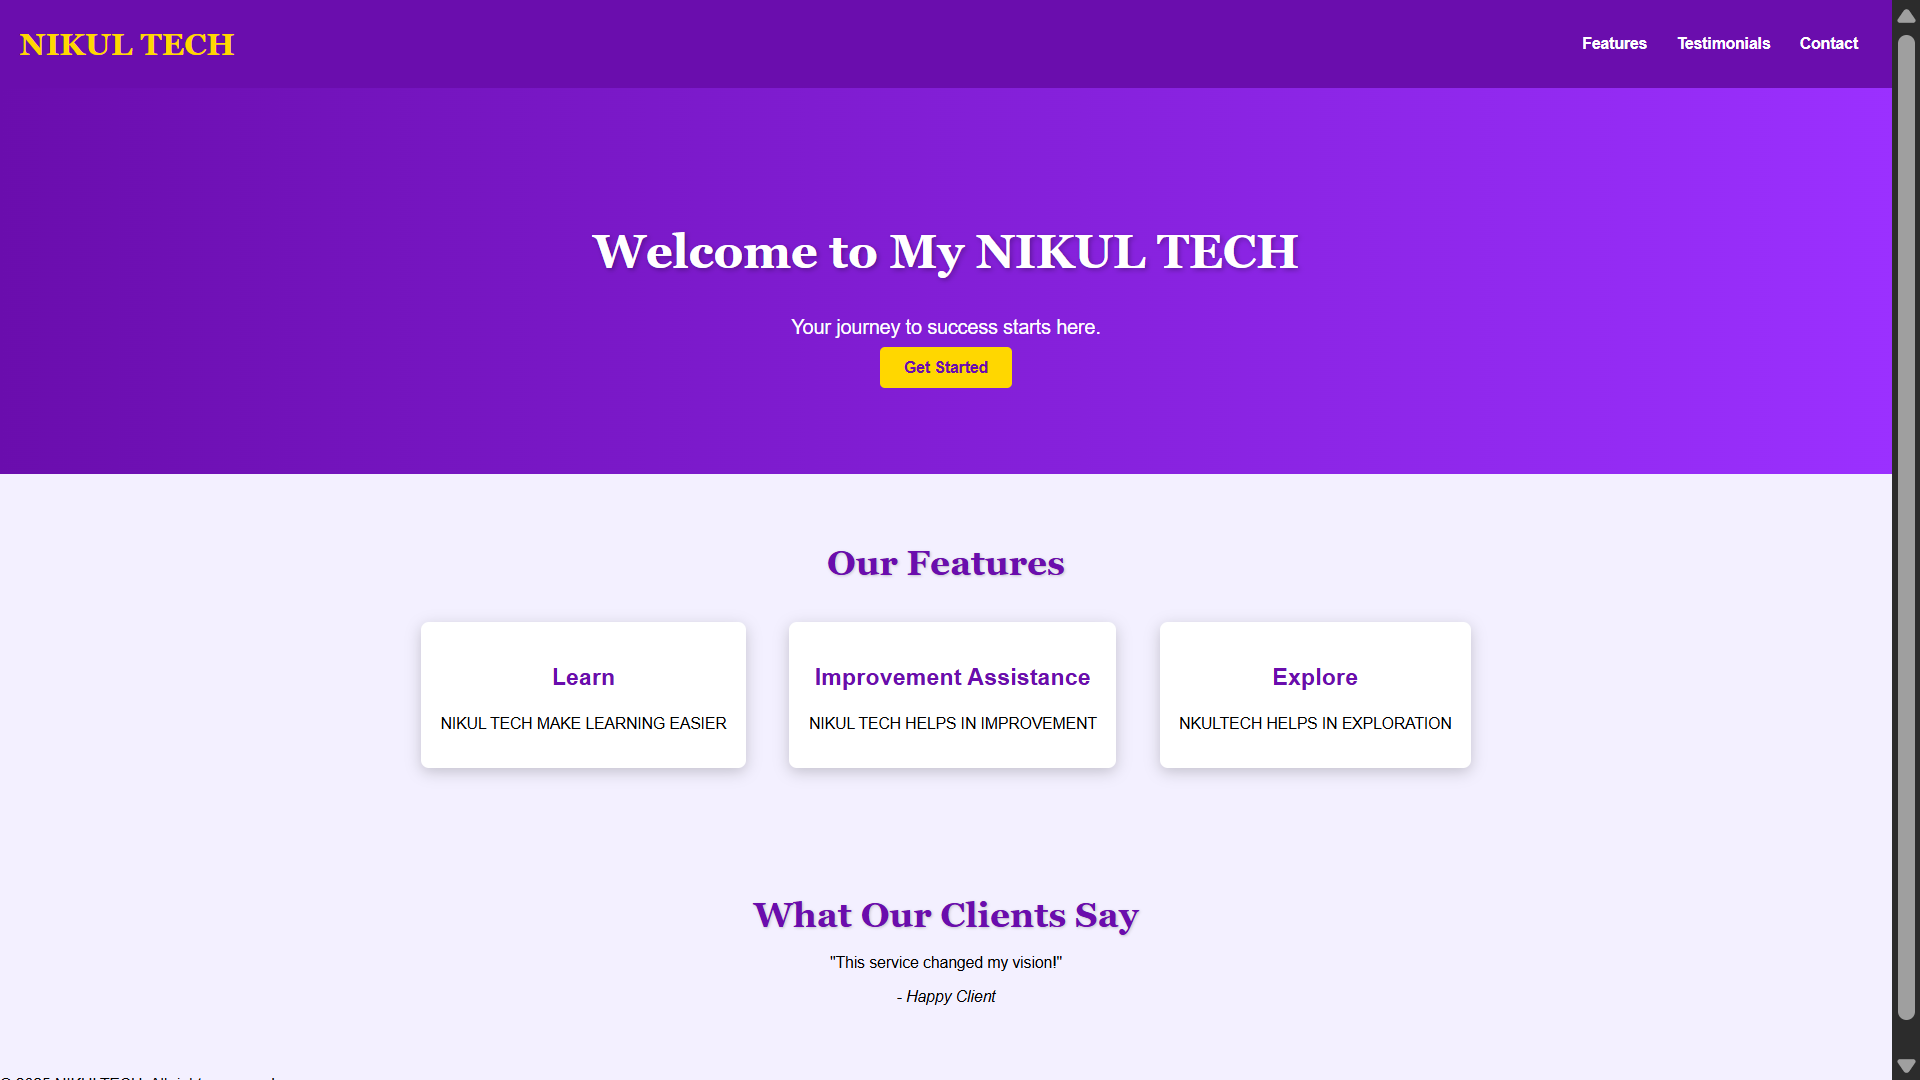 NIKUL TECH
Features Testimonials Contact
Welcome to My NIKUL TECH
Your journey to success starts here.
Get Started
Our Features
Learn
NIKUL TECH MAKE LEARNING EASIER
Improvement Assistance
NIKUL TECH HELPS IN IMPROVEMENT
Explore
NKULTECH HELPS IN EXPLORATION
What Our Clients Say
"This service changed my vision!"
- Happy Client